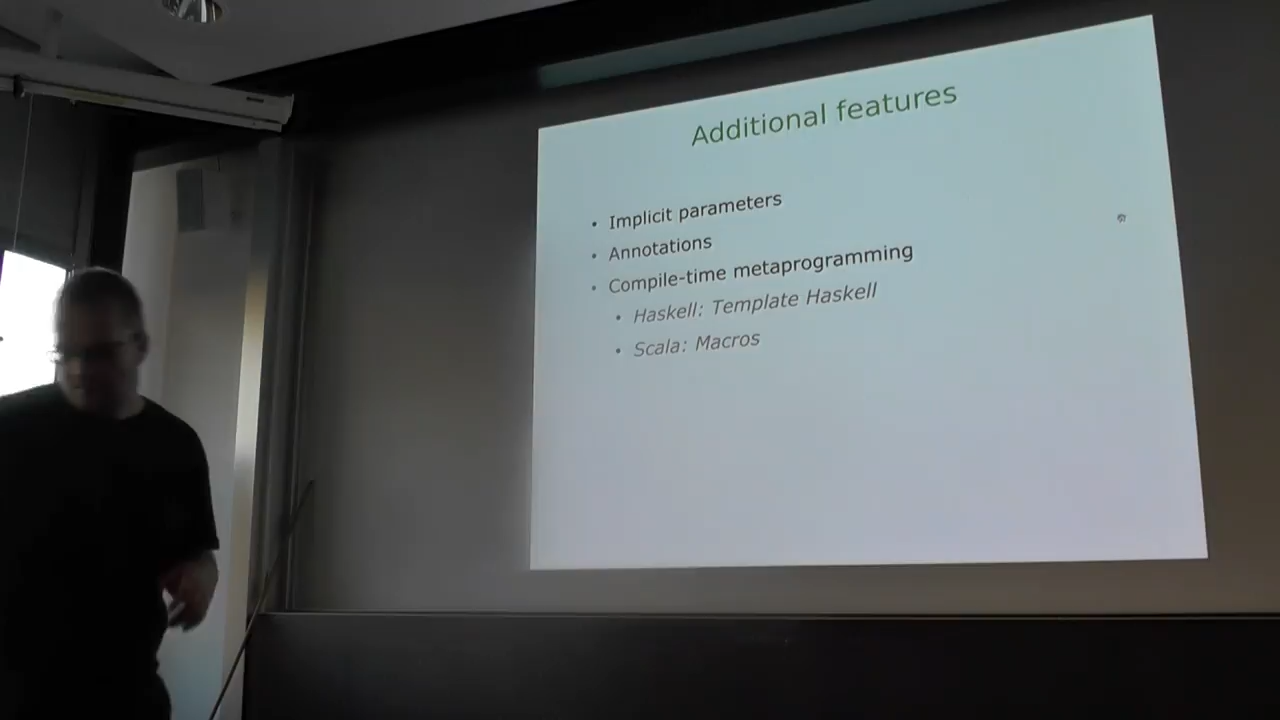 Additional features
• Implicit parameters
• Annotations
• Compile-time metaprogramming
• Haskell: Template Haskell
• Scala: Macros